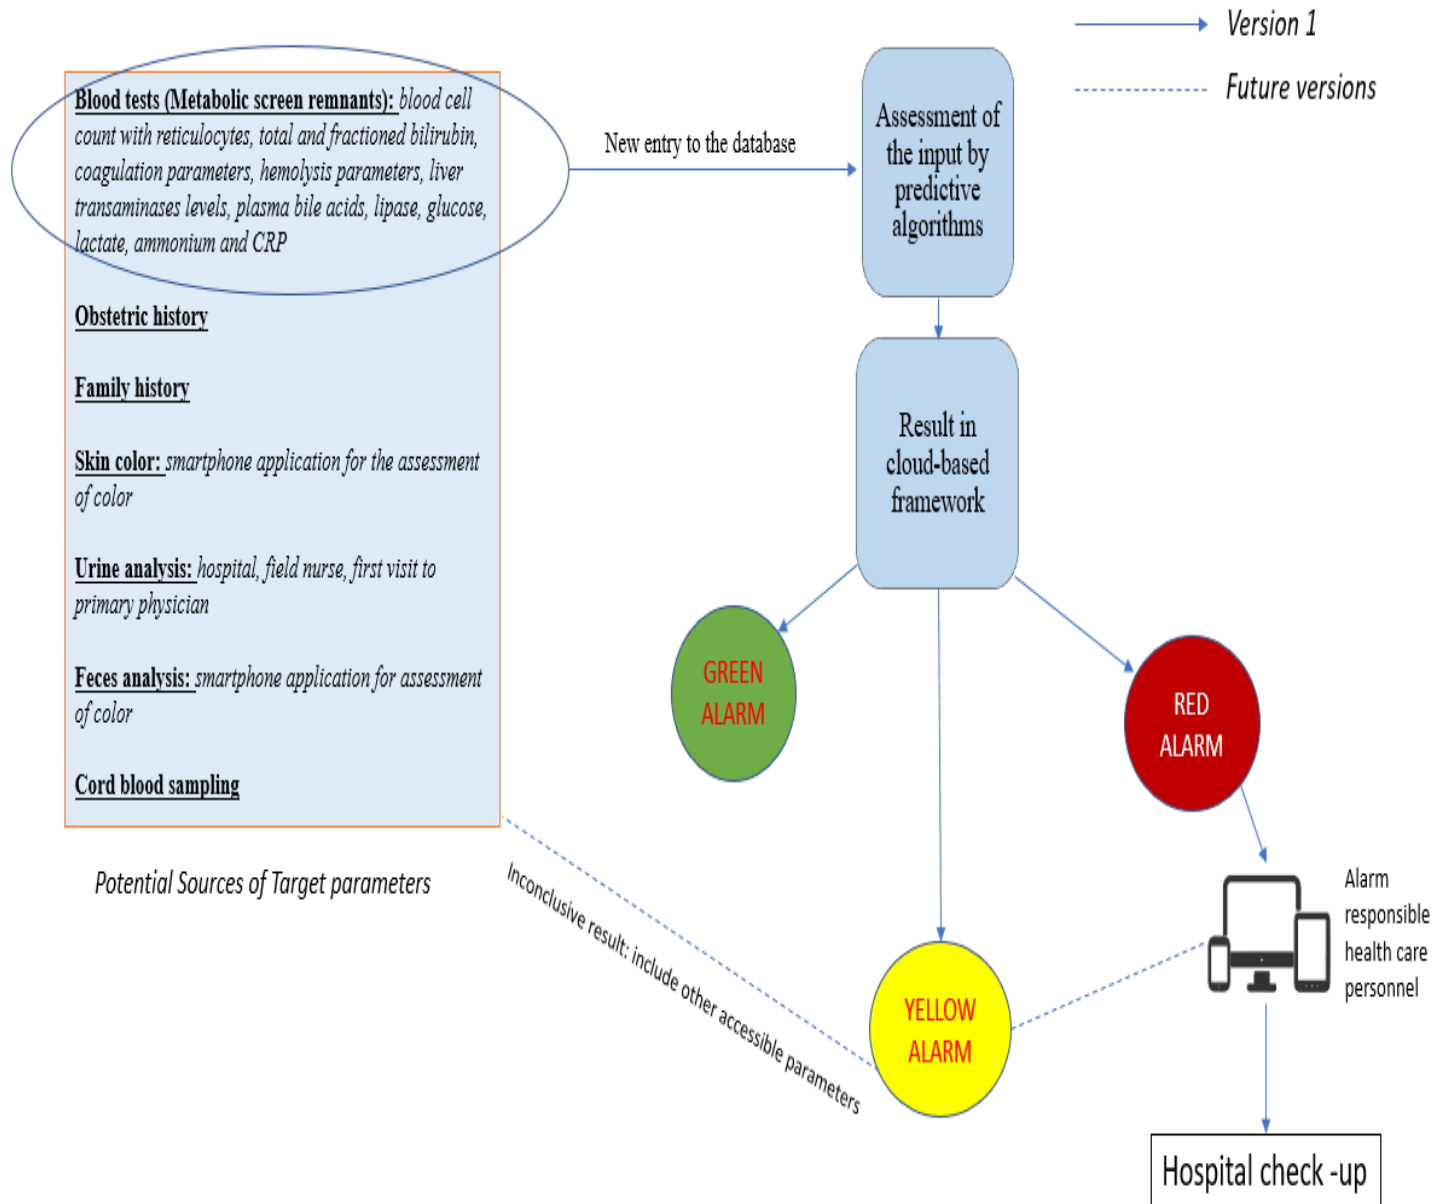 Version 1
Future versions
Blood tests (Metabolic screen remnants): blood cell
count with reticulocytes, total and fractioned bilirubin,
coagulation parameters, hemolysis parameters, liver
transaminases levels, plasma bile acids, lipase, glucose,
lactate, ammonium and CRP
Obstetric history
Family history
Skin color: smartphone application for the assessment
of color
Urine analysis: hospital, field nurse, first visit to
primary physician
Feces analysis: smartphone application for assessment
of color
Cord blood sampling
Potential Sources of Target parameters
New entry to the database
Assessment of
the input by
predictive
algorithms
Result in
cloud-based
framework
GREEN
ALARM
RED
ALARM
YELLOW
ALARM
Inconclusive result: include other accessible parameters
Alarm
responsible
health care
personnel
Hospital check -up